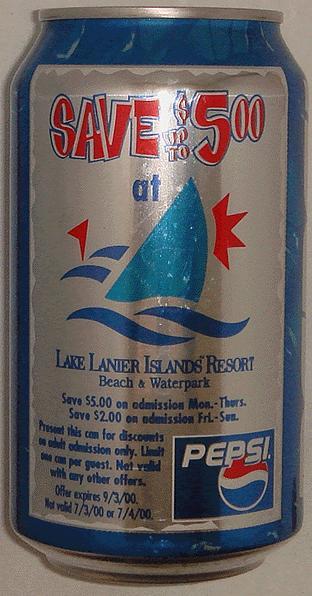 SAVE UP TO $500
at
LAKE LANIER ISLANDS RESORT
Beach & Waterpark
Save $5.00 on admission Mon.-Thurs.
Save $2.00 on admission Fri.-Sun.
Present this can for discounts
on adult admission only. Limit
one can per guest. Not valid
with any other offers.
Offer expires 9/3/00.
Not valid 7/3/00 or 7/4/00.
PEPSI